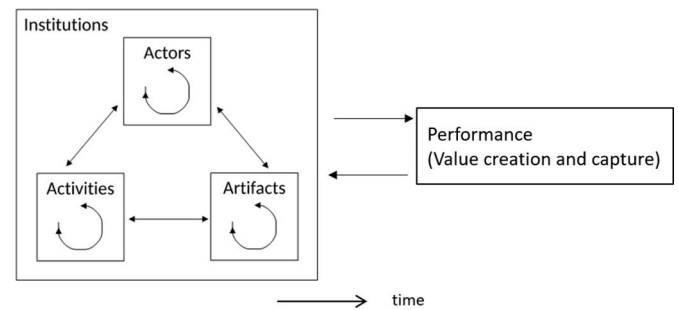 Institutions
Actors
Activities
Artifacts
Performance
(Value creation and capture)
time